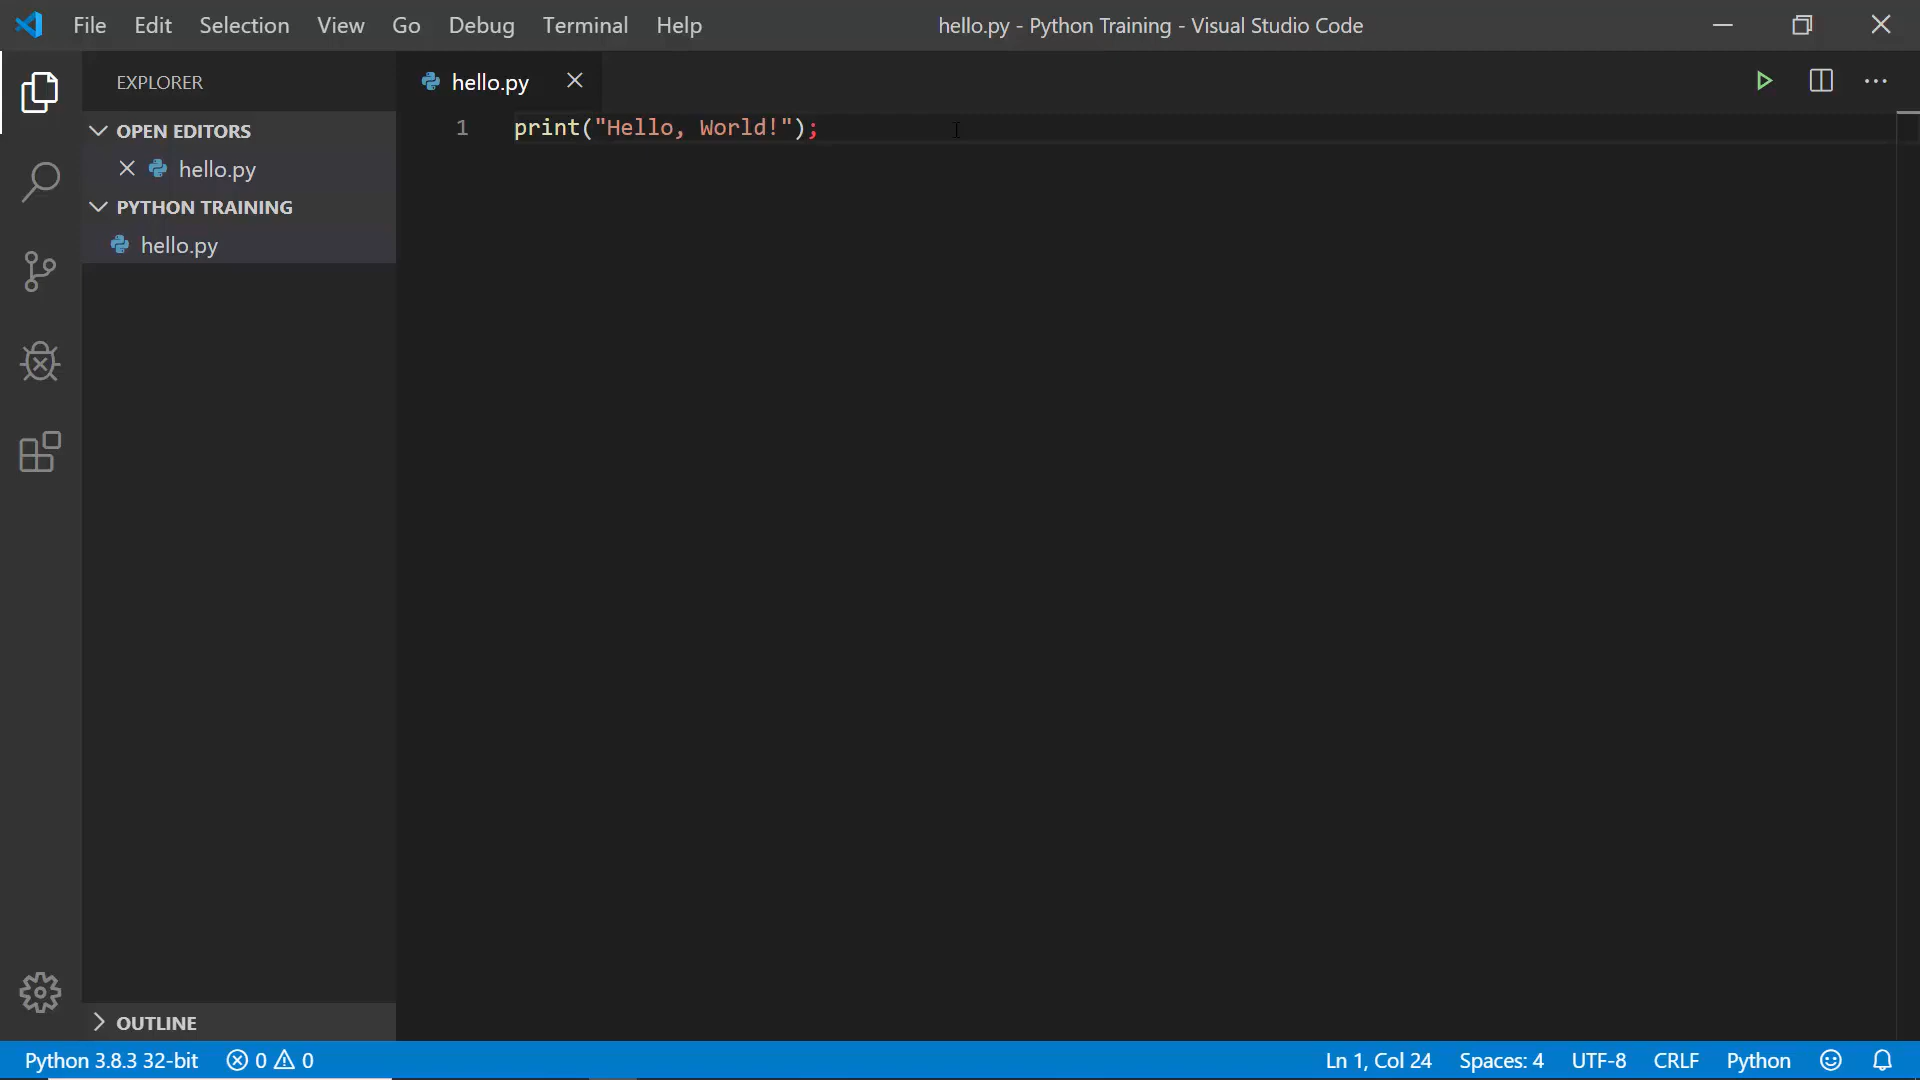 File Edit Selection View Go Debug Terminal Help hello.py - Python Training - Visual Studio Code
EXPLORER
OPEN EDITORS
hello.py
PYTHON TRAINING
hello.py
OUTLINE
hello.py
1 print("Hello, World!");
Python 3.8.3 32-bit 0 0 Ln 1, Col 24 Spaces: 4 UTF-8 CRLF Python